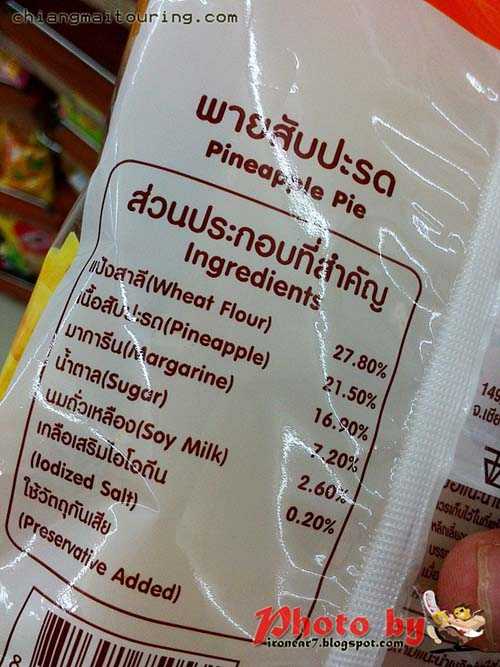 chiangmaitouring.com
พายสับปะรด
Pineapple Pie
ส่วนประกอบที่สำคัญ
Ingredients
แป้งสาลี(Wheat Flour) 27.80%
เนื้อสับปะรด(Pineapple) 21.50%
มาการีน(Margarine) 16.90%
น้ำตาล(Sugar) 7.20%
นมถั่วเหลือง(Soy Milk) 2.60%
เกลือเสริมไอโอดีน
(Iodized Salt) 0.20%
ใช้วัตถุกันเสีย
(Preservative Added)
149
Photo by
ironear7.blogspot.com